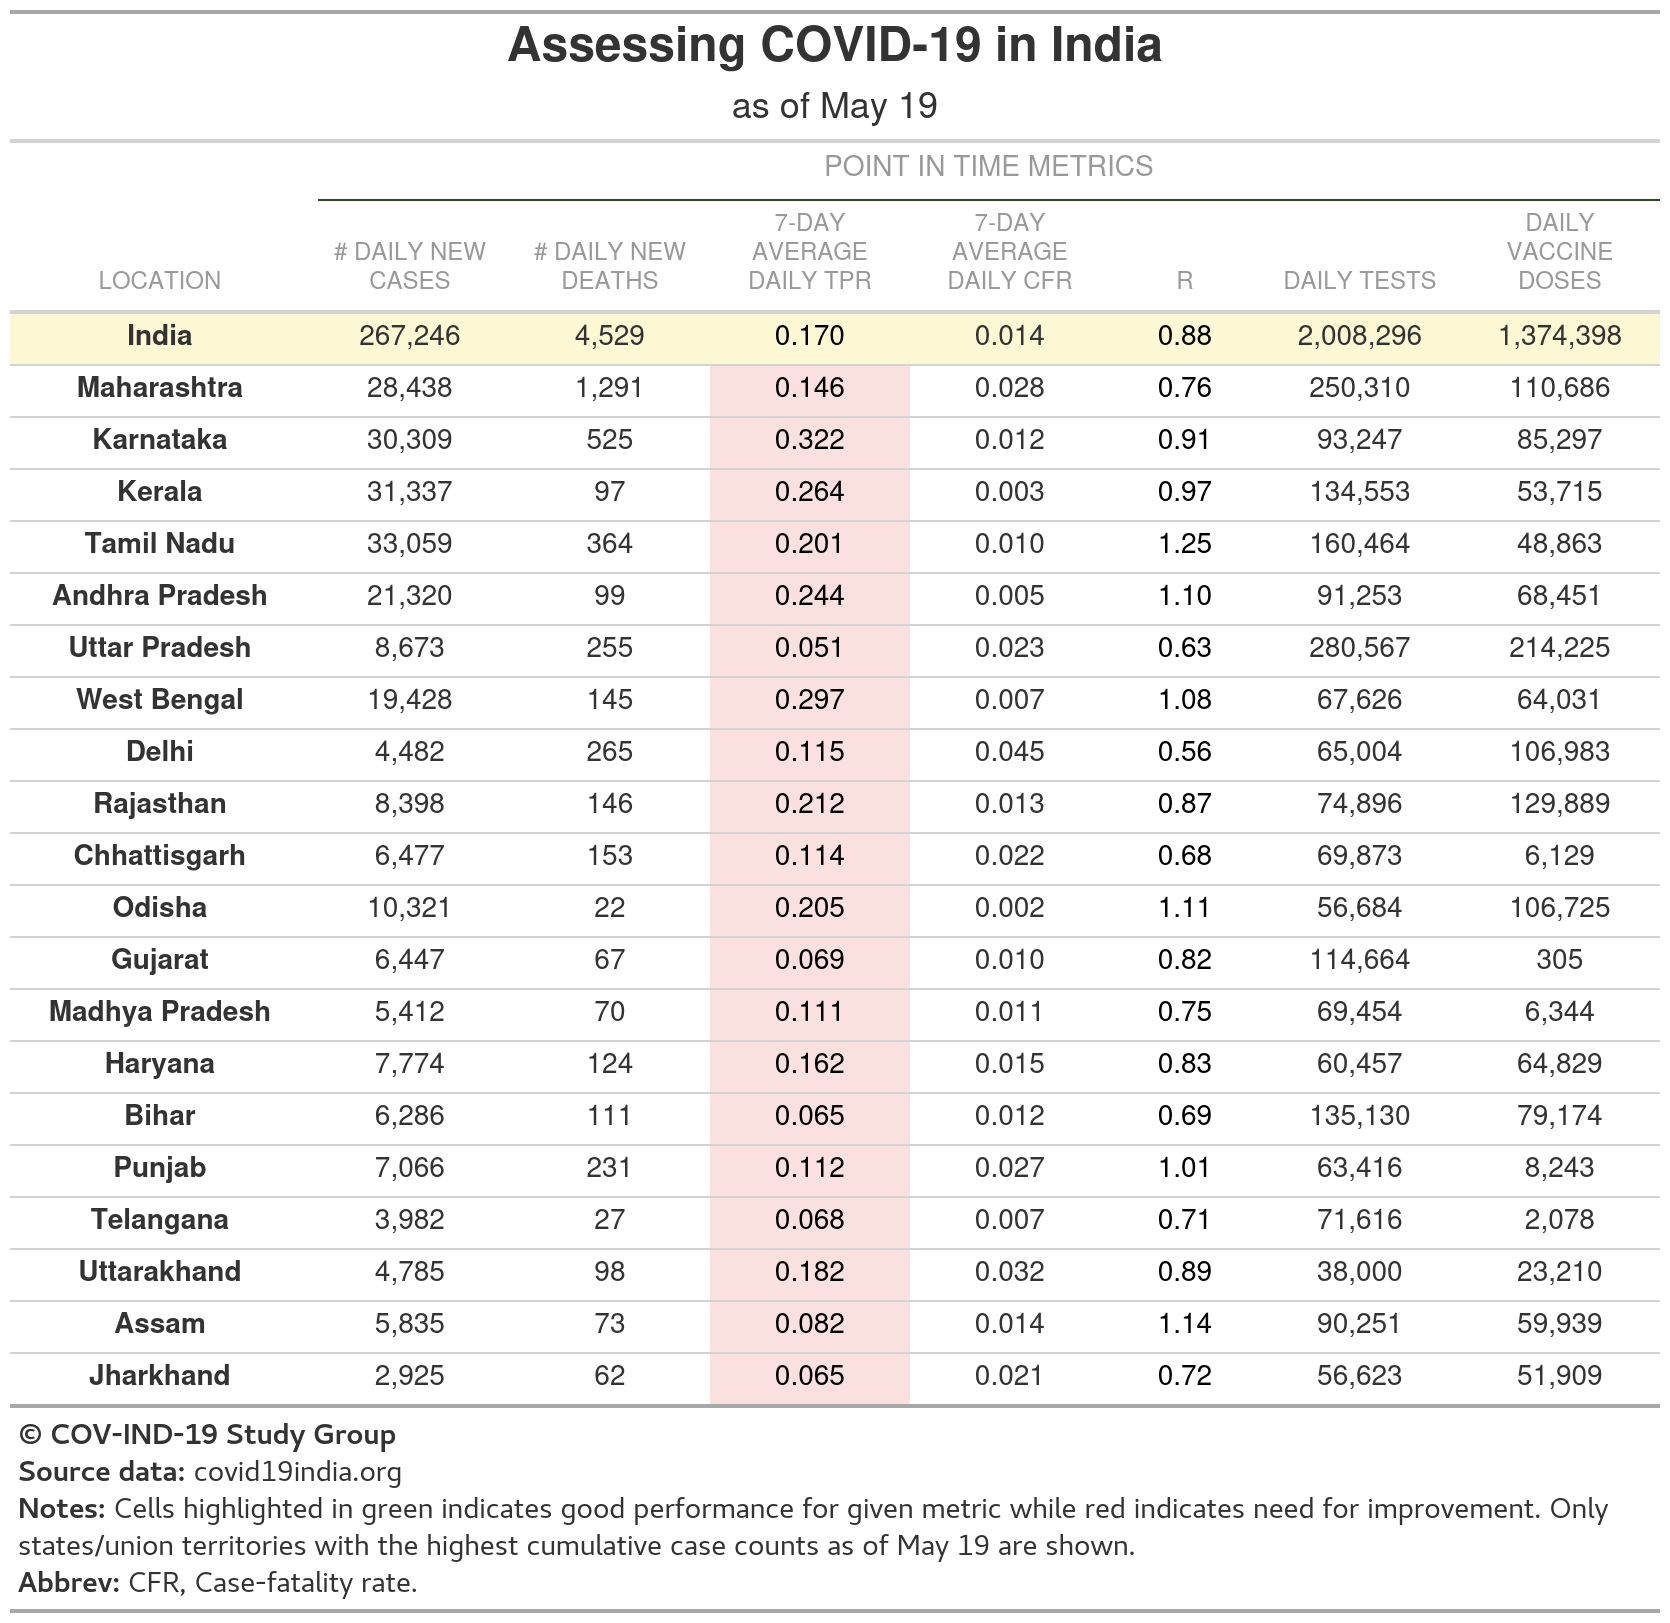 Assessing COVID-19 in India
as of May 19
POINT IN TIME METRICS
LOCATION # DAILY NEW CASES # DAILY NEW DEATHS 7-DAY AVERAGE DAILY TPR 7-DAY AVERAGE DAILY CFR R DAILY TESTS DAILY VACCINE DOSES
India 267,246 4,529 0.170 0.014 0.88 2,008,296 1,374,398
Maharashtra 28,438 1,291 0.146 0.028 0.76 250,310 110,686
Karnataka 30,309 525 0.322 0.012 0.91 93,247 85,297
Kerala 31,337 97 0.264 0.003 0.97 134,553 53,715
Tamil Nadu 33,059 364 0.201 0.010 1.25 160,464 48,863
Andhra Pradesh 21,320 99 0.244 0.005 1.10 91,253 68,451
Uttar Pradesh 8,673 255 0.051 0.023 0.63 280,567 214,225
West Bengal 19,428 145 0.297 0.007 1.08 67,626 64,031
Delhi 4,482 265 0.115 0.045 0.56 65,004 106,983
Rajasthan 8,398 146 0.212 0.013 0.87 74,896 129,889
Chhattisgarh 6,477 153 0.114 0.022 0.68 69,873 6,129
Odisha 10,321 22 0.205 0.002 1.11 56,684 106,725
Gujarat 6,447 67 0.069 0.010 0.82 114,664 305
Madhya Pradesh 5,412 70 0.111 0.011 0.75 69,454 6,344
Haryana 7,774 124 0.162 0.015 0.83 60,457 64,829
Bihar 6,286 111 0.065 0.012 0.69 135,130 79,174
Punjab 7,066 231 0.112 0.027 1.01 63,416 8,243
Telangana 3,982 27 0.068 0.007 0.71 71,616 2,078
Uttarakhand 4,785 98 0.182 0.032 0.89 38,000 23,210
Assam 5,835 73 0.082 0.014 1.14 90,251 59,939
Jharkhand 2,925 62 0.065 0.021 0.72 56,623 51,909
© COV-IND-19 Study Group
Source data: covid19india.org
Notes: Cells highlighted in green indicates good performance for given metric while red indicates need for improvement. Only
states/union territories with the highest cumulative case counts as of May 19 are shown.
Abbrev: CFR, Case-fatality rate.